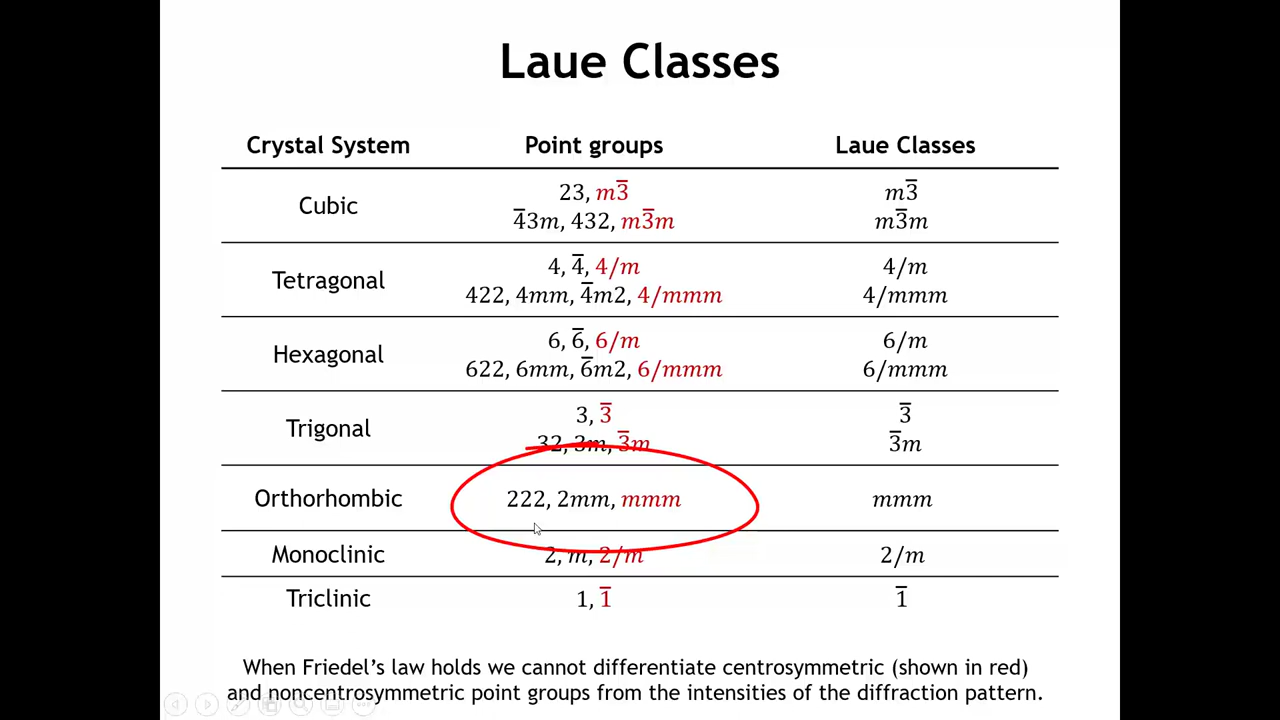 Laue Classes
Crystal System Point groups Laue Classes
Cubic
23, m3̅ m3̅
4̅3m, 432, m3̅m m3̅m
Tetragonal
4, 4̅, 4/m 4/m
422, 4mm, 4̅m2, 4/mmm 4/mmm
Hexagonal
6, 6̅, 6/m 6/m
622, 6mm, 6̅m2, 6/mmm 6/mmm
Trigonal
3, 3̅ 3̅
32, 3m, 3̅m 3̅m
Orthorhombic 222, 2mm, mmm mmm
Monoclinic 2, m, 2/m 2/m
Triclinic 1, 1̅ 1̅
When Friedel's law holds we cannot differentiate centrosymmetric (shown in red)
and noncentrosymmetric point groups from the intensities of the diffraction pattern.